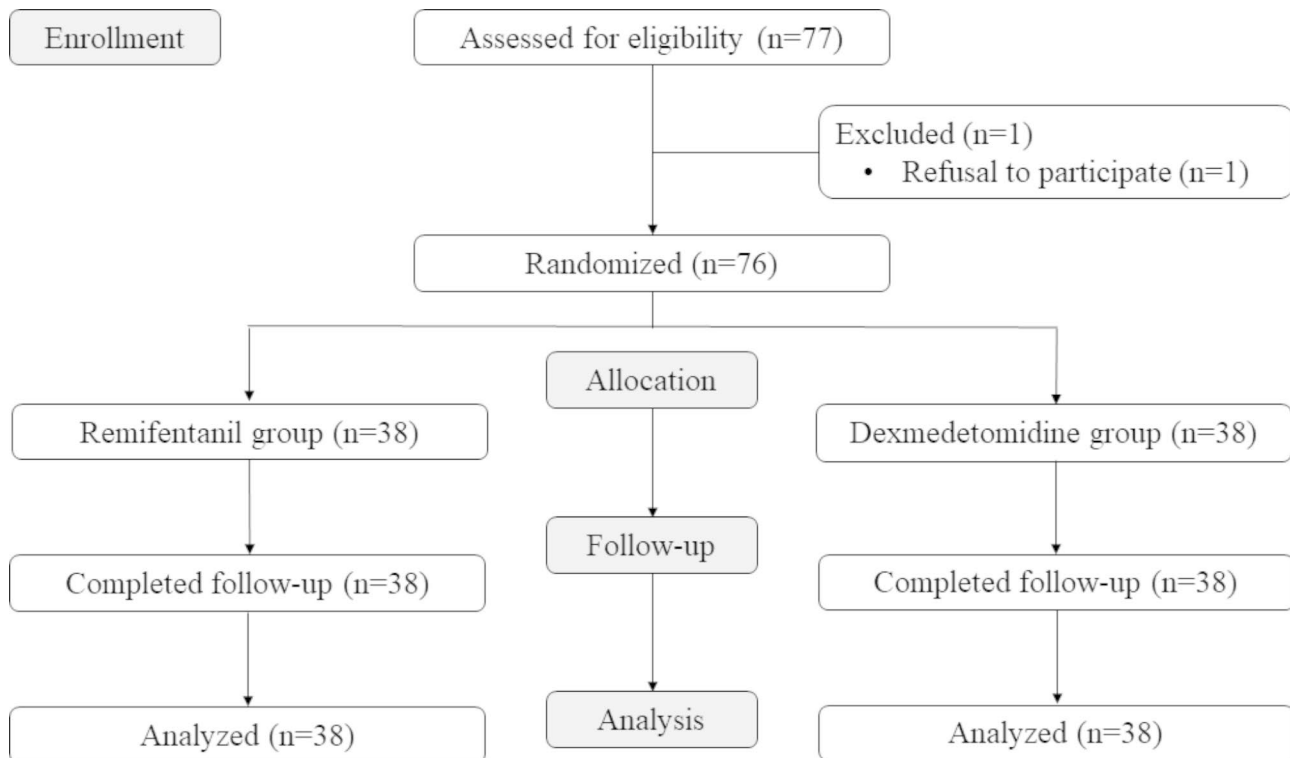 Enrollment
Assessed for eligibility (n=77)
Excluded (n=1)
• Refusal to participate (n=1)
Randomized (n=76)
Allocation
Remifentanil group (n=38)
Dexmedetomidine group (n=38)
Follow-up
Completed follow-up (n=38)
Completed follow-up (n=38)
Analysis
Analyzed (n=38)
Analyzed (n=38)